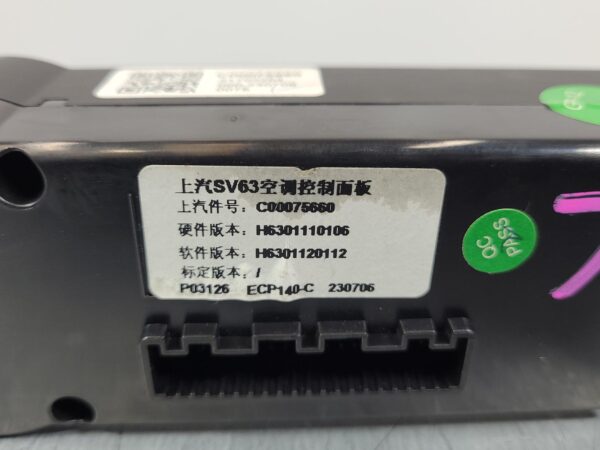 上汽SV63空调控制面板
上汽件号: C00075660
硬件版本: H6301110106
软件版本: H6301120112
标定版本: /
P03126 ECP140-C 230706
QC
PASS